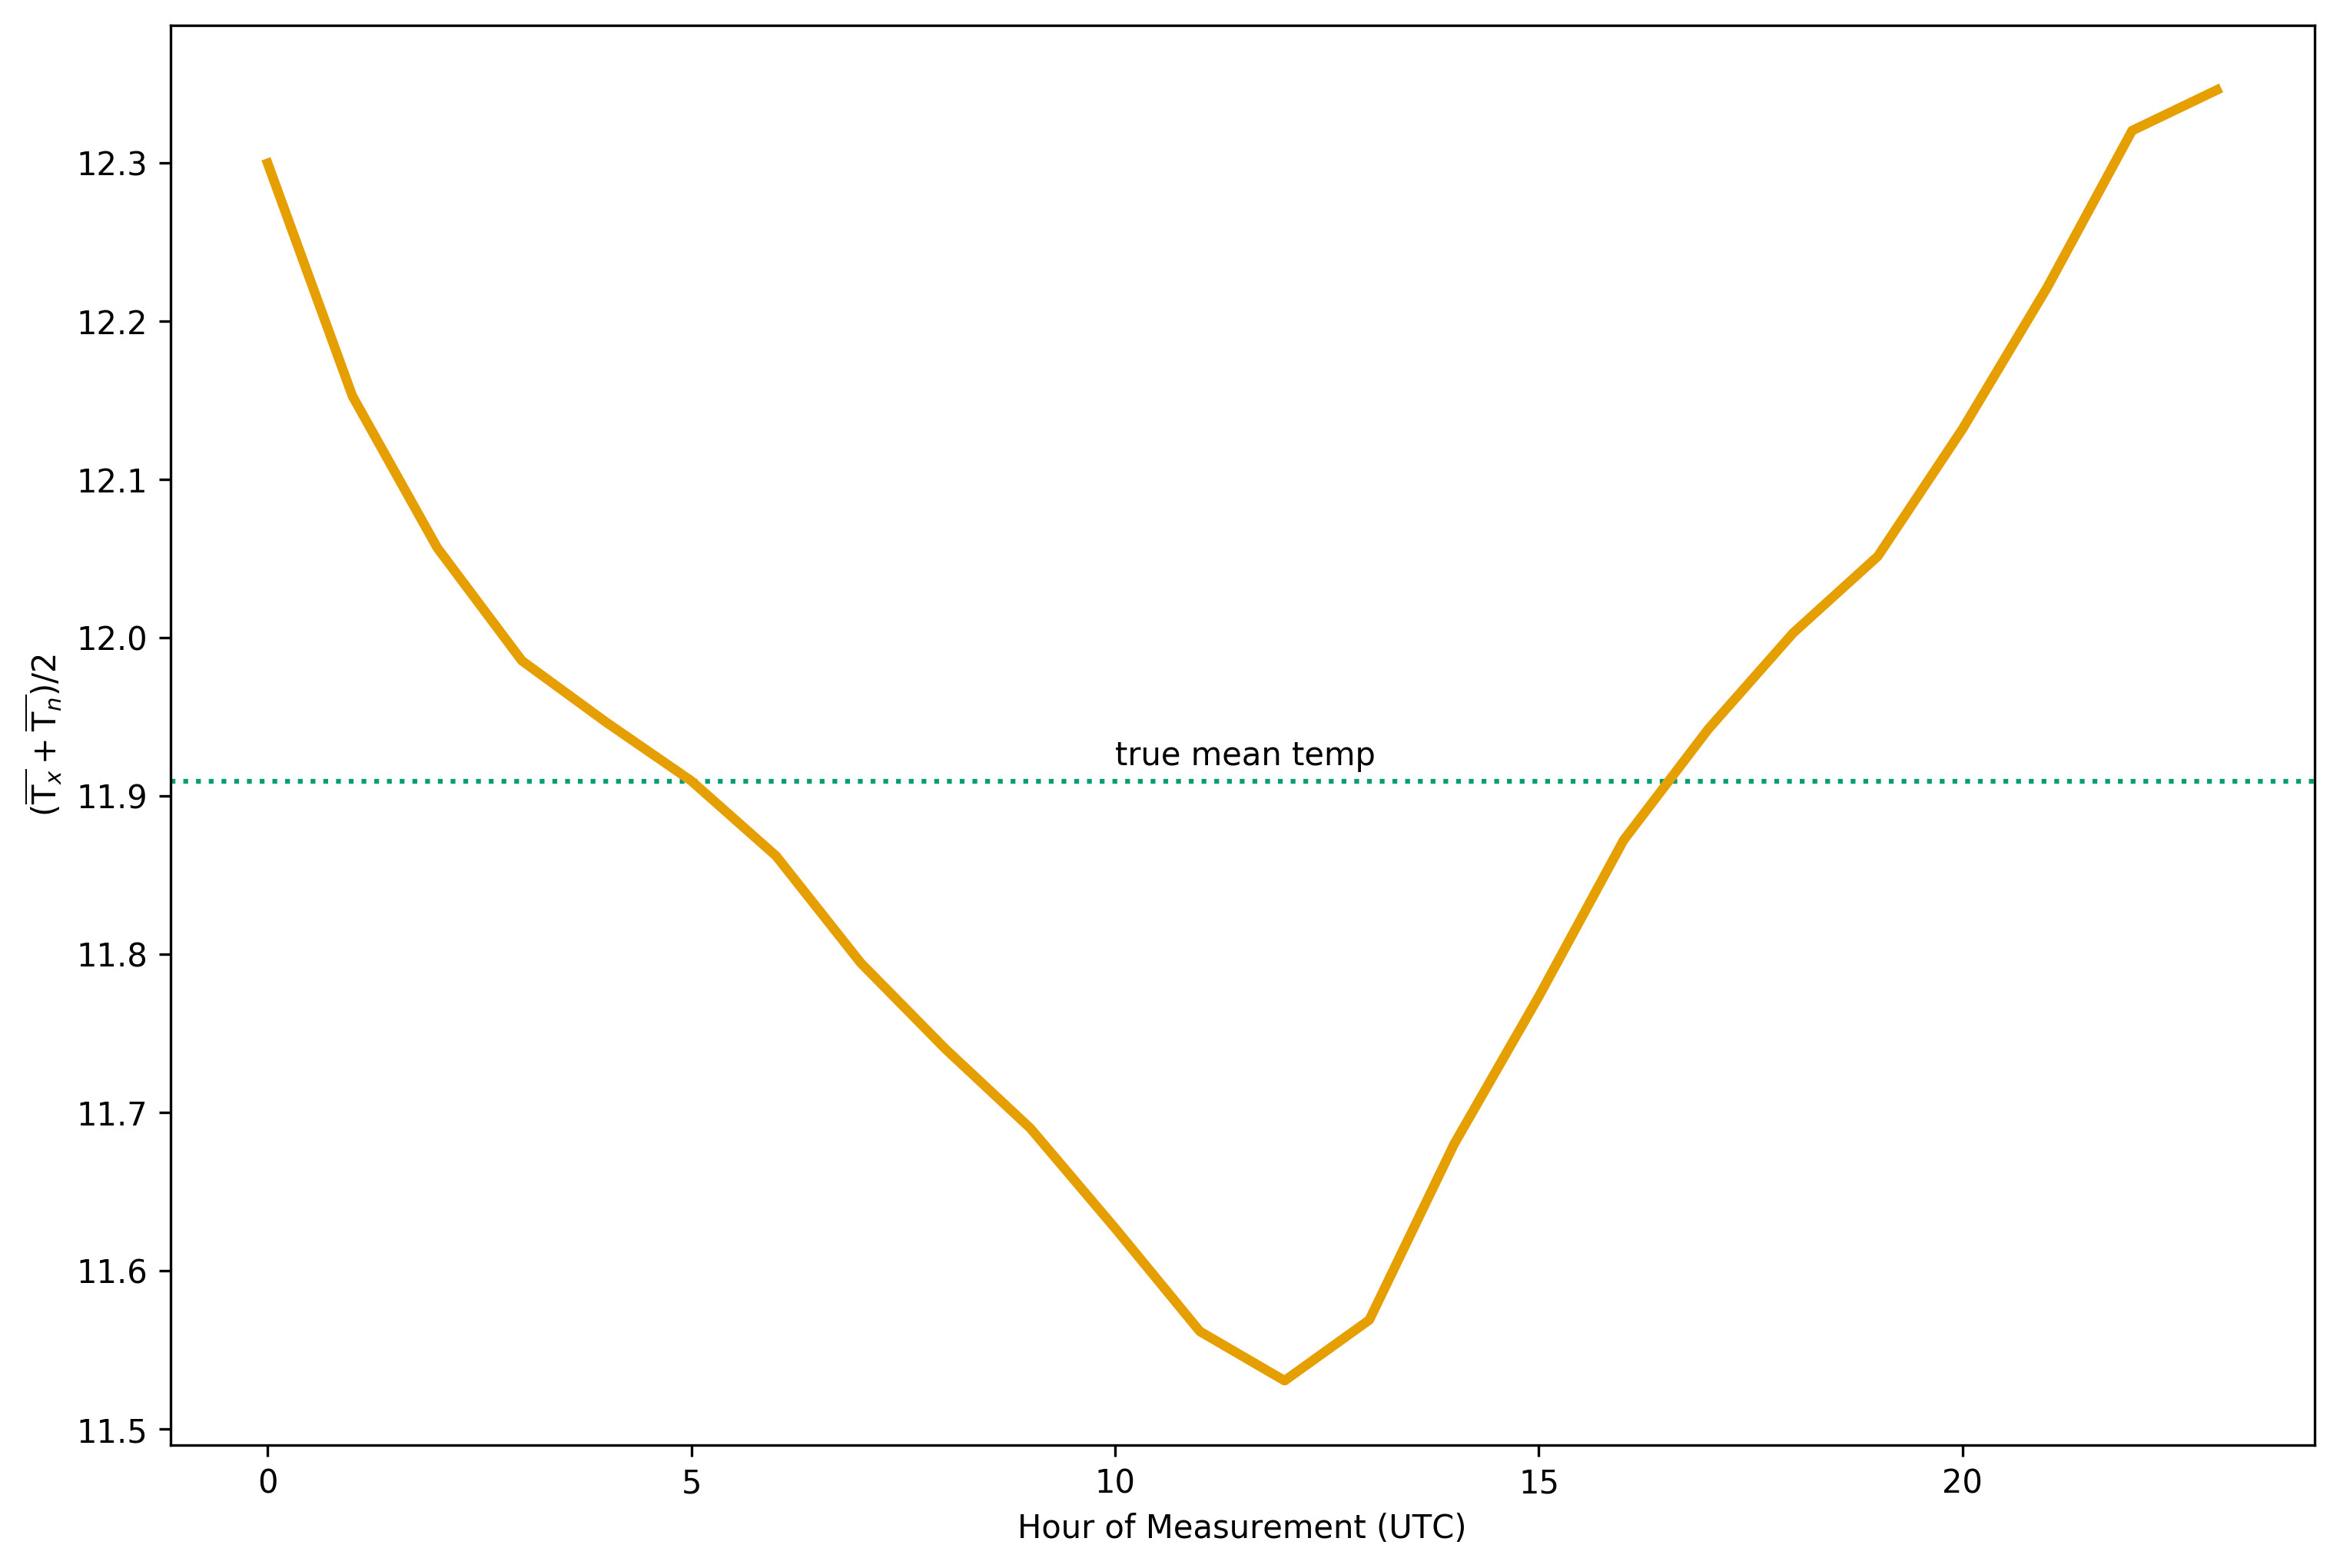 12.3
12.2
12.1
12.0
11.9
11.8
11.7
11.6
11.5
(T̅ₓ + T̅ₙ)/2
true mean temp
0 5 10 15 20
Hour of Measurement (UTC)